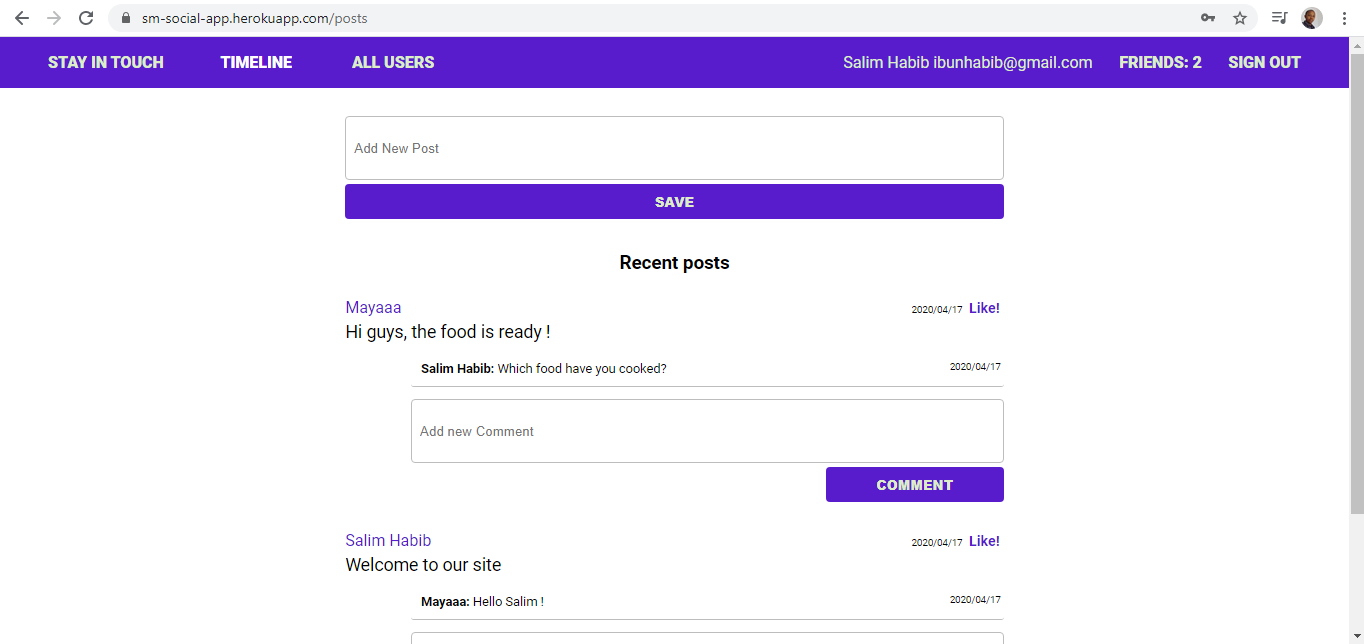 sm-social-app.herokuapp.com/posts
STAY IN TOUCH TIMELINE ALL USERS Salim Habib ibunhabib@gmail.com FRIENDS: 2 SIGN OUT
Add New Post
SAVE
Recent posts
Mayaaa 2020/04/17 Like!
Hi guys, the food is ready !
Salim Habib: Which food have you cooked? 2020/04/17
Add new Comment
COMMENT
Salim Habib 2020/04/17 Like!
Welcome to our site
Mayaaa: Hello Salim ! 2020/04/17